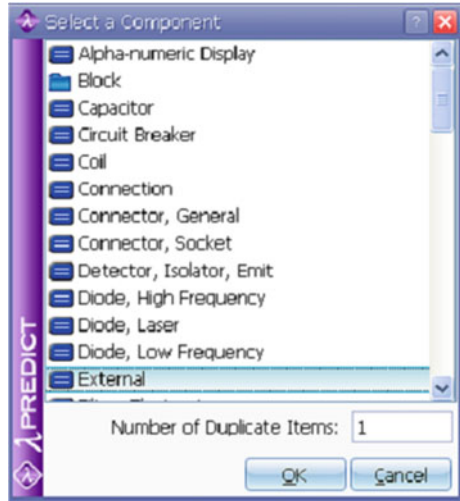 Select a Component
Alpha-numeric Display
Block
Capacitor
Circuit Breaker
Coil
Connection
Connector, General
Connector, Socket
Detector, Isolator, Emit
Diode, High Frequency
Diode, Laser
Diode, Low Frequency
External
λ PREDICT
Number of Duplicate Items: 1
OK Cancel